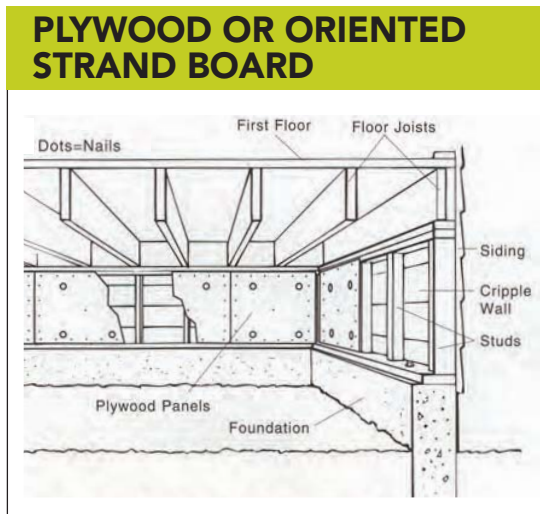 PLYWOOD OR ORIENTED
STRAND BOARD
First Floor
Floor Joists
Dots=Nails
Siding
Cripple
Wall
Studs
Plywood Panels
Foundation